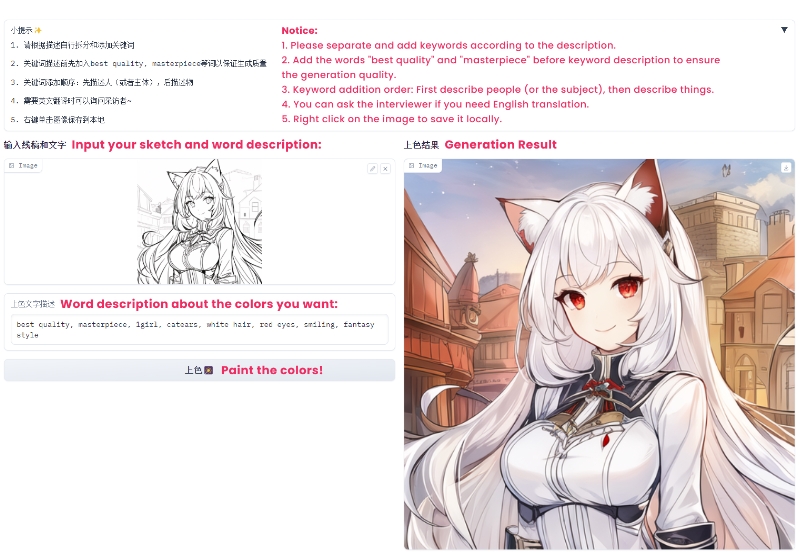 小提示✨
1. 请根据描述自行拆分和添加关键词
2. 关键词描述前先加入best quality, masterpiece等词以保证生成质量
3. 关键词添加顺序：先描述人（或者主体），后描述物
4. 需要英文翻译时可以询问采访者~
5. 右键单击图像保存到本地
Notice:
1. Please separate and add keywords according to the description.
2. Add the words "best quality" and "masterpiece" before keyword description to ensure
the generation quality.
3. Keyword addition order: First describe people (or the subject), then describe things.
4. You can ask the interviewer if you need English translation.
5. Right click on the image to save it locally.
输入线稿和文字 Input your sketch and word description:
Image
上色文字描述 Word description about the colors you want:
best quality, masterpiece, 1girl, catears, white hair, red eyes, smiling, fantasy
style
上色 Paint the colors!
上色结果 Generation Result
Image